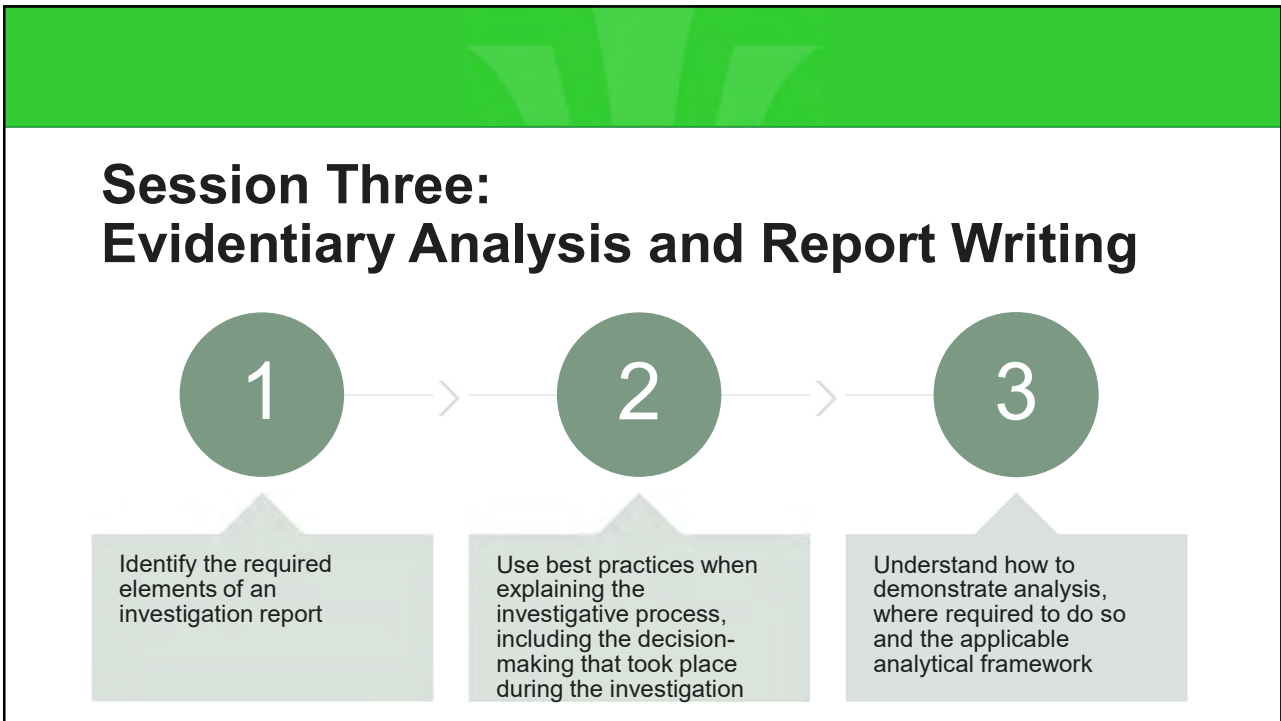 Session Three:
Evidentiary Analysis and Report Writing
1
2
3
Identify the required
elements of an
investigation report
Use best practices when
explaining the
investigative process,
including the decision-
making that took place
during the investigation
Understand how to
demonstrate analysis,
where required to do so
and the applicable
analytical framework